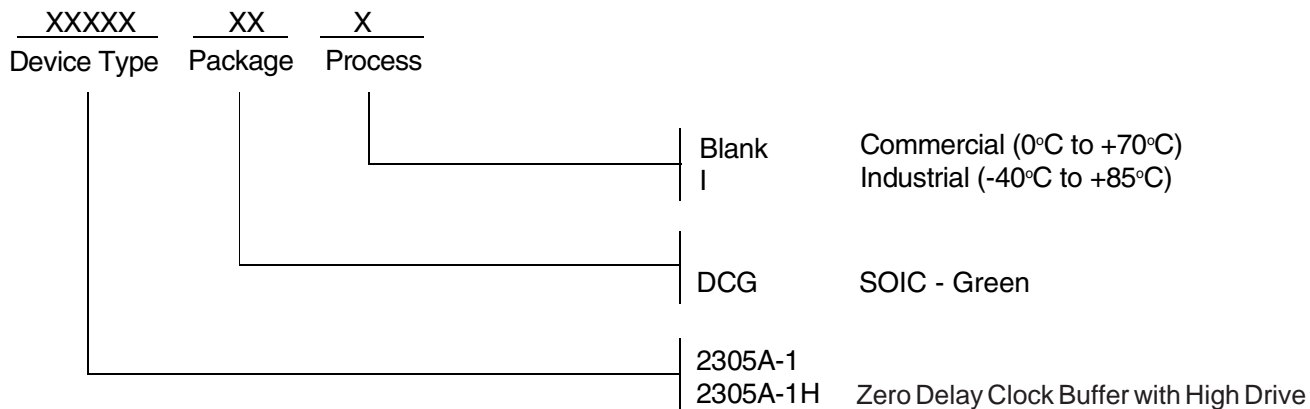 XXXXX XX X
Device Type Package Process
Blank Commercial (0°C to +70°C)
I Industrial (-40°C to +85°C)
DCG SOIC - Green
2305A-1
2305A-1H Zero Delay Clock Buffer with High Drive